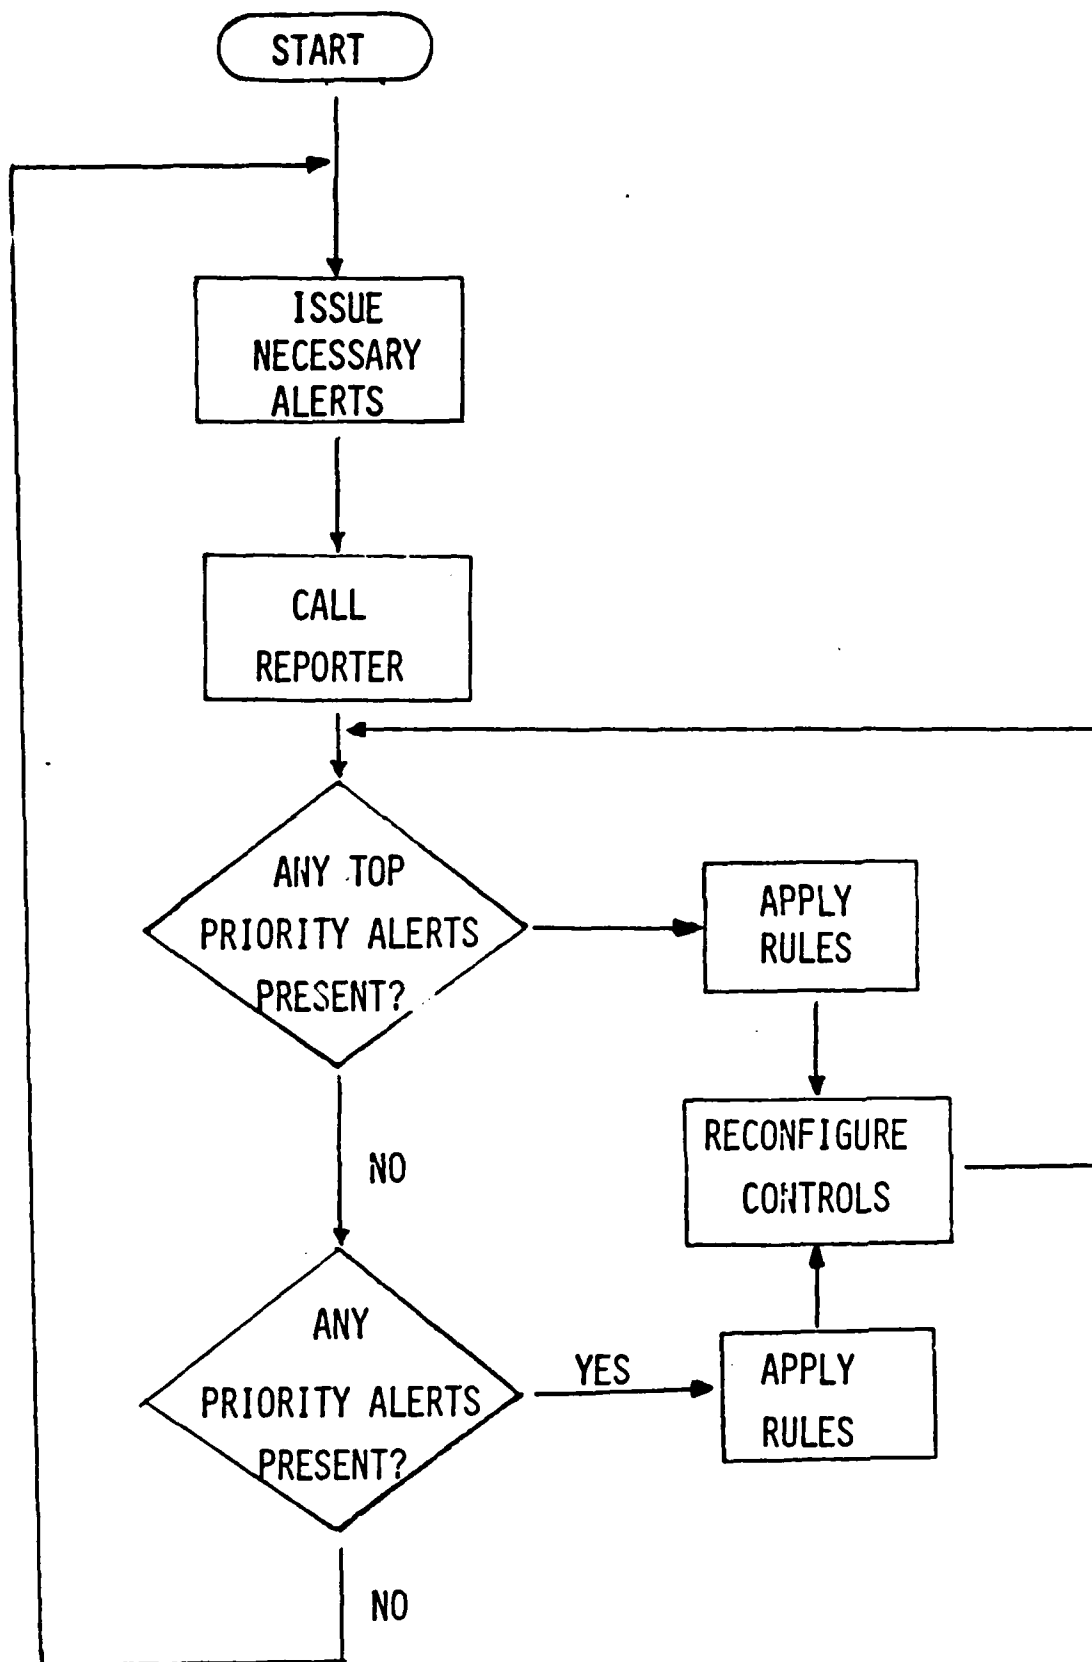 START
ISSUE
NECESSARY
ALERTS
CALL
REPORTER
ANY TOP
PRIORITY ALERTS
PRESENT?
APPLY
RULES
RECONFIGURE
CONTROLS
NO
ANY
PRIORITY ALERTS
PRESENT?
YES
APPLY
RULES
NO